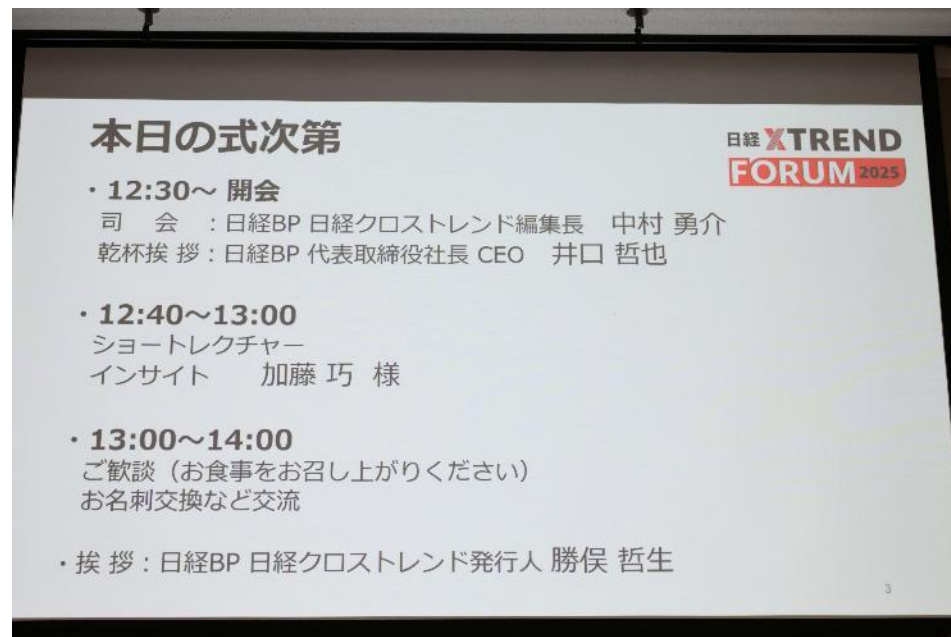 本日の式次第
日経 XTREND
FORUM 2025
・12:30～ 開会
司　会　：日経BP 日経クロストレンド編集長　中村 勇介
乾杯挨 拶：日経BP 代表取締役社長 CEO　井口 哲也
・12:40～13:00
ショートレクチャー
インサイト　　加藤 巧 様
・13:00～14:00
ご歓談（お食事をお召し上がりください）
お名刺交換など交流
・挨 拶：日経BP 日経クロストレンド発行人 勝俣 哲生
3